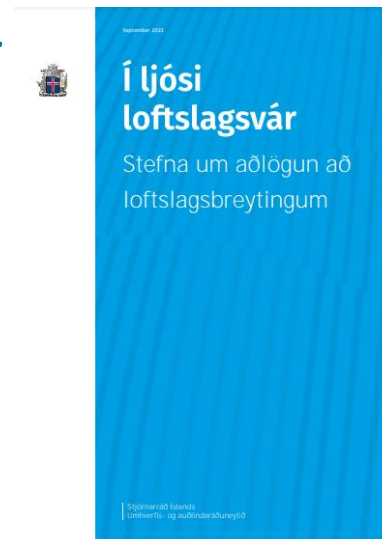 September 2021
Í ljósi
loftslagsvár
Stefna um aðlögun að
loftslagsbreytingum
Stjórnarráð Íslands
Umhverfis- og auðlindaráðuneytið